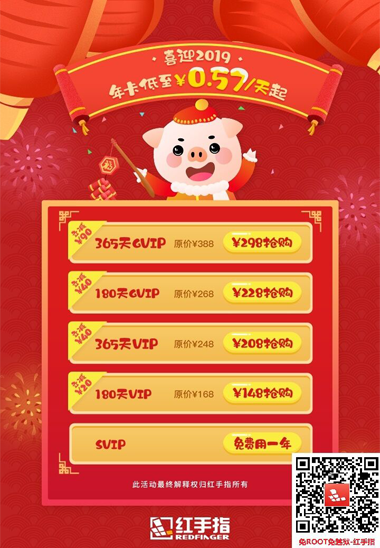 喜迎2019
年卡低至¥0.57/天起
立减¥90
365天GVIP 原价¥388 ¥298抢购
立减¥40
180天GVIP 原价¥268 ¥228抢购
立减¥40
365天VIP 原价¥248 ¥208抢购
立减¥20
180天VIP 原价¥168 ¥148抢购
SVIP 免费用一年
此活动最终解释权归红手指所有
红手指
REDFINGER
免ROOT免越狱-红手指